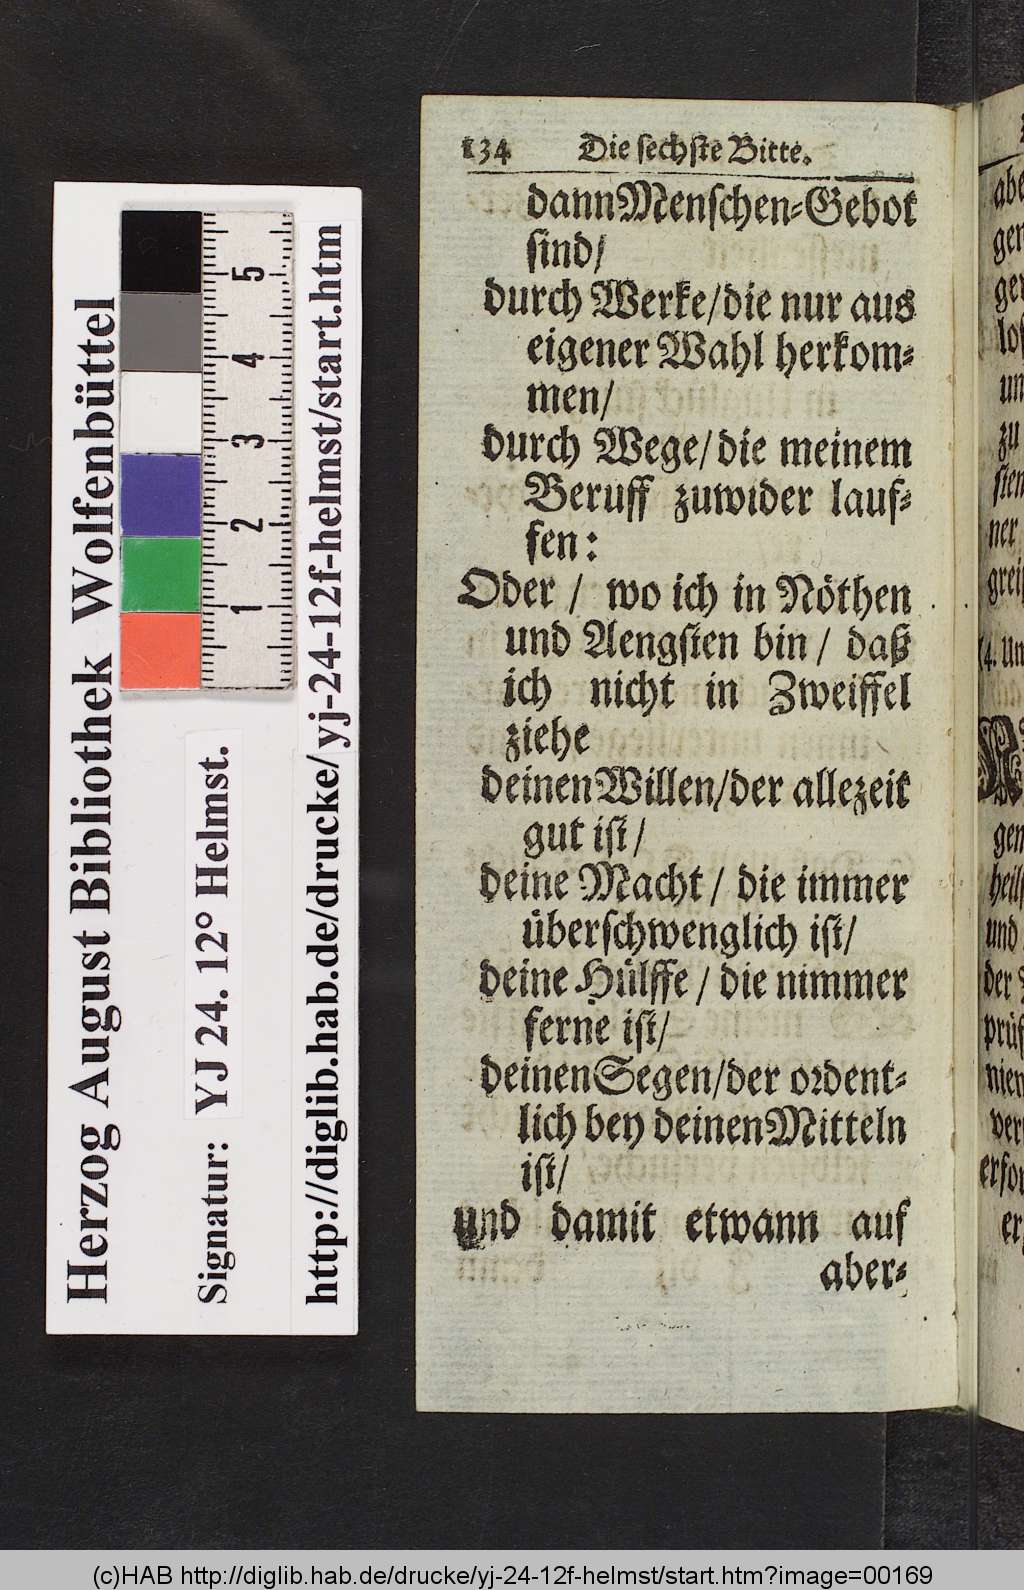 Herzog August Bibliothek Wolfenbüttel
Signatur: YJ 24. 12° Helmst.
http://diglib.hab.de/drucke/yj-24-12f-helmst/start.htm
5
4
3
2
1
134 Die sechste Bitte.
dann Menschen-Gebot
sind/
durch Werke/die nur aus
eigener Wahl herkom-
men/
durch Wege/die meinem
Beruff zuwider lauf-
fen:
Oder / wo ich in Nöthen
und Aengsten bin / daß
ich nicht in Zweiffel
ziehe
deinen Willen/der allezeit
gut ist/
deine Macht / die immer
überschwenglich ist/
deine Hülffe / die nimmer
ferne ist/
deinen Segen/der ordent-
lich bey deinen Mitteln
ist/
und damit etwann auf
aber-
(c)HAB http://diglib.hab.de/drucke/yj-24-12f-helmst/start.htm?image=00169